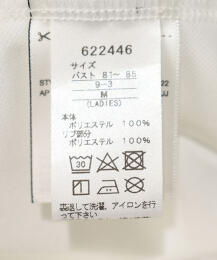 622446
サイズ
バスト 81~ 85
9-3
M
(LADIES)
本体
ポリエステル 100%
リブ部分
ポリエステル 100%
30
裏返して洗濯、アイロンを行
って下さい